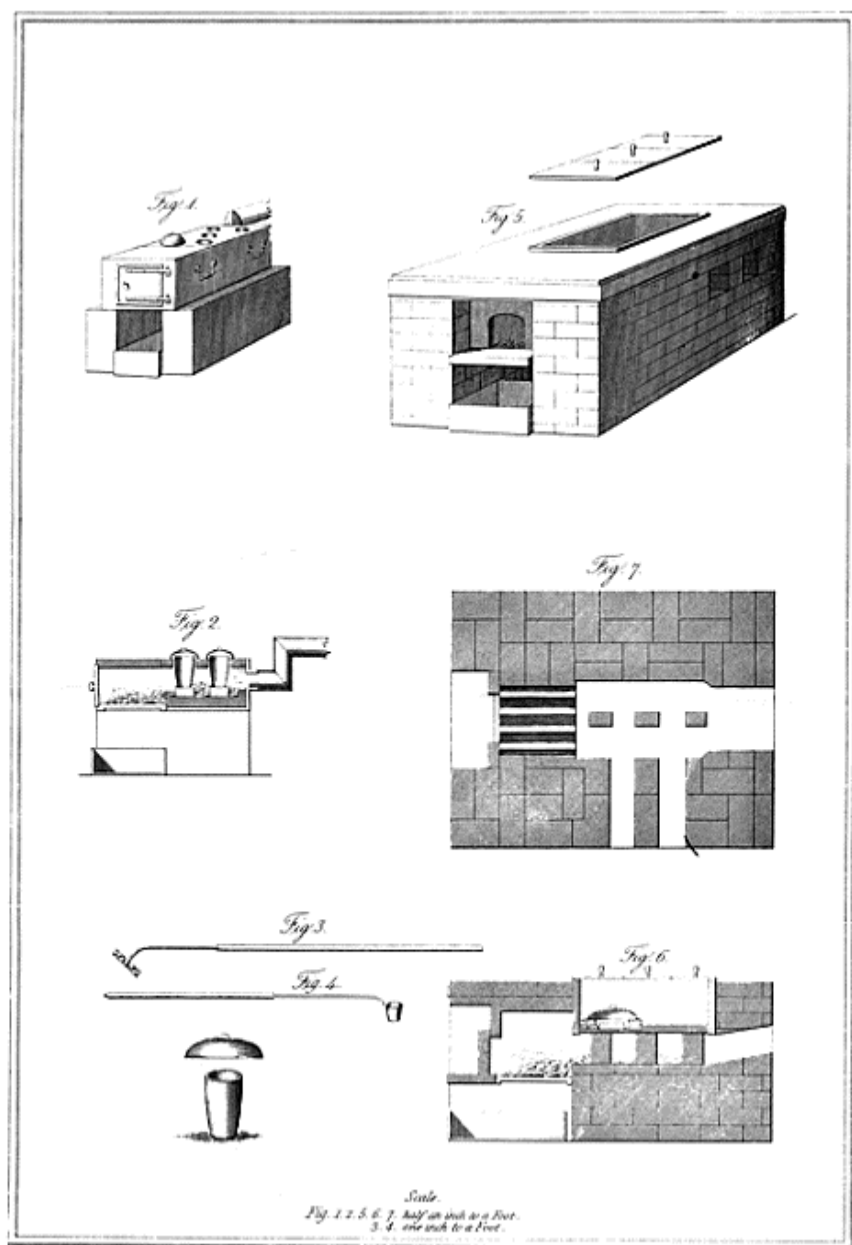 Fig. 1.
Fig 5.
Fig. 2.
Fig. 7.
Fig 3.
Fig. 4.
Fig. 6.
Scale.
Fig. 1. 2. 5. 6. 7. half an inch to a Foot.
3. 4. one inch to a Foot.